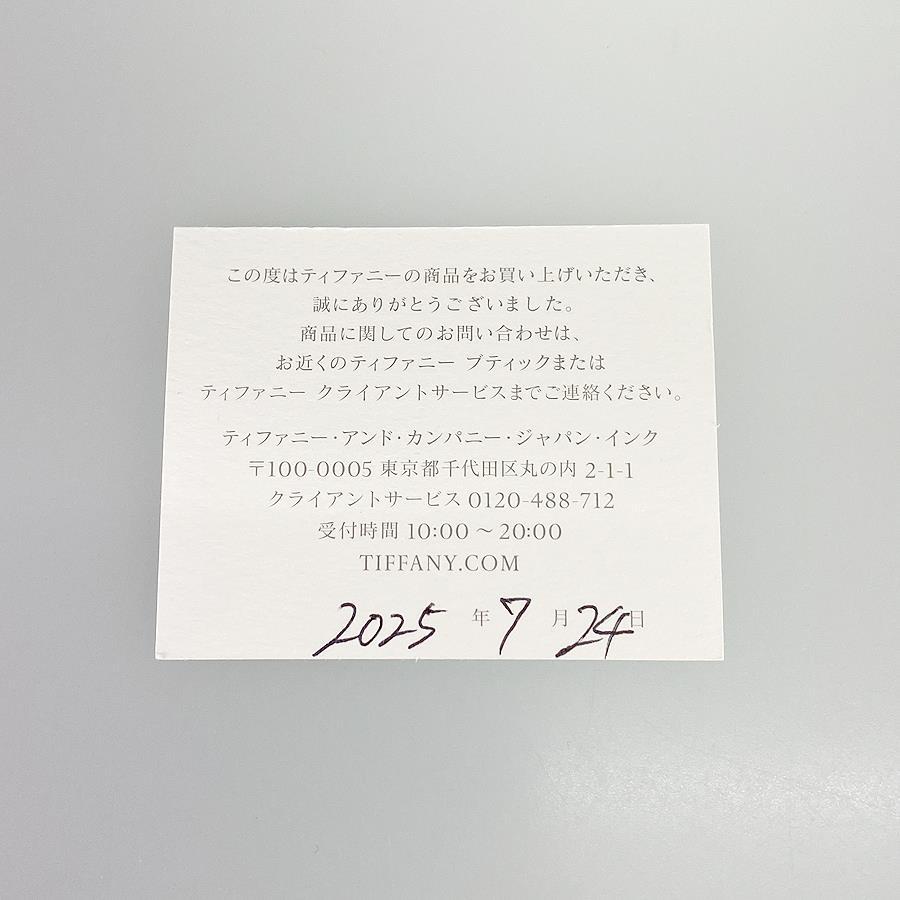 この度はティファニーの商品をお買い上げいただき、
誠にありがとうございました。
商品に関してのお問い合わせは、
お近くのティファニー ブティックまたは
ティファニー クライアントサービスまでご連絡ください。
ティファニー・アンド・カンパニー・ジャパン・インク
〒100-0005 東京都千代田区丸の内 2-1-1
クライアントサービス 0120-488-712
受付時間 10:00 〜 20:00
TIFFANY.COM
2025 年 7 月 24 日